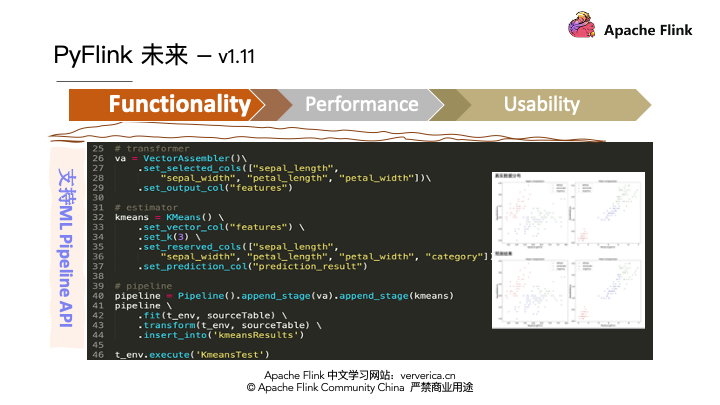 Apache Flink
PyFlink 未来 – v1.11
Functionality
Performance
Usability
支持ML Pipeline API
25 # transformer
26 va = VectorAssembler()\
27 .set_selected_cols(["sepal_length",
28 "sepal_width", "petal_length", "petal_width"])\
29 .set_output_col("features")
30
31 # estimator
32 kmeans = KMeans() \
33 .set_vector_col("features") \
34 .set_k(3) \
35 .set_reserved_cols(["sepal_length",
36 "sepal_width", "petal_length", "petal_width", "category"])
37 .set_prediction_col("prediction_result")
38
39 # pipeline
40 pipeline = Pipeline().append_stage(va).append_stage(kmeans)
41 pipeline \
42 .fit(t_env, sourceTable) \
43 .transform(t_env, sourceTable) \
44 .insert_into('kmeansResults')
45
46 t_env.execute('KmeansTest')
Apache Flink 中文学习网站：ververica.cn
© Apache Flink Community China 严禁商业用途